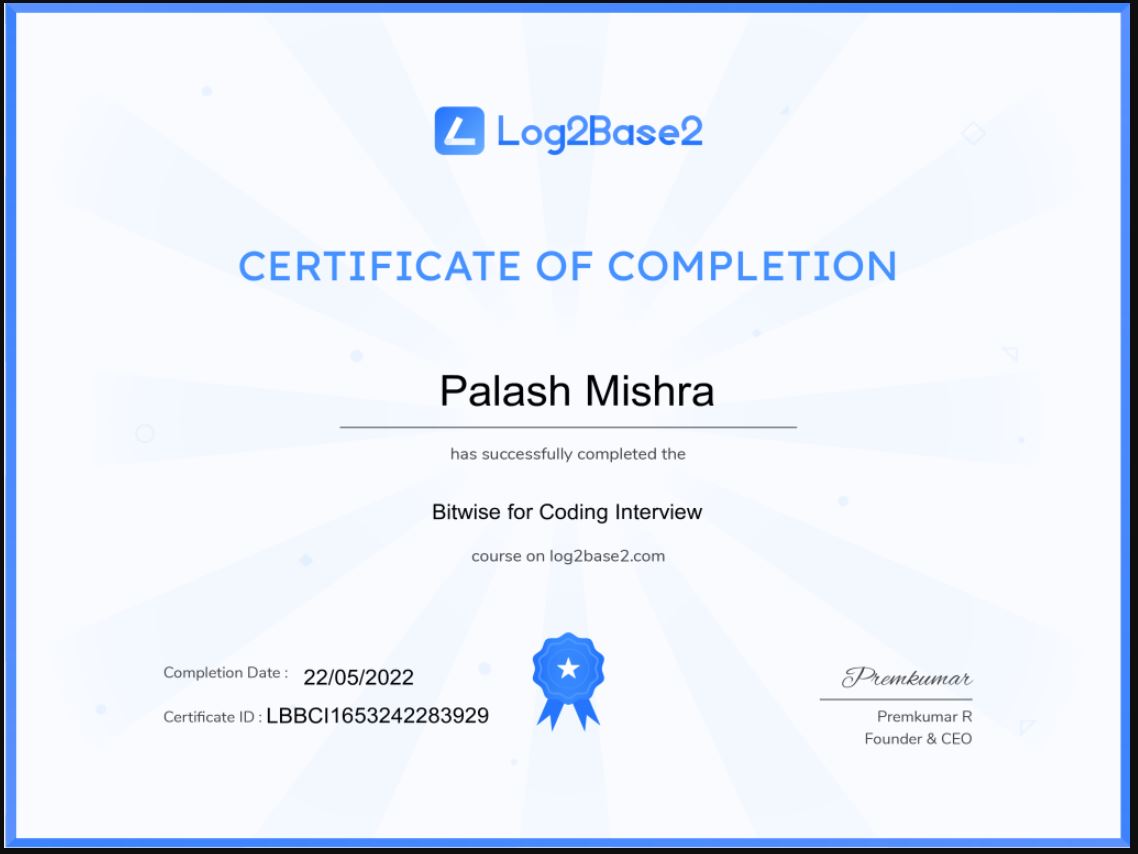 Log2Base2
CERTIFICATE OF COMPLETION
Palash Mishra
has successfully completed the
Bitwise for Coding Interview
course on log2base2.com
Completion Date : 22/05/2022
Certificate ID : LBBCI1653242283929
Premkumar
Premkumar R
Founder & CEO